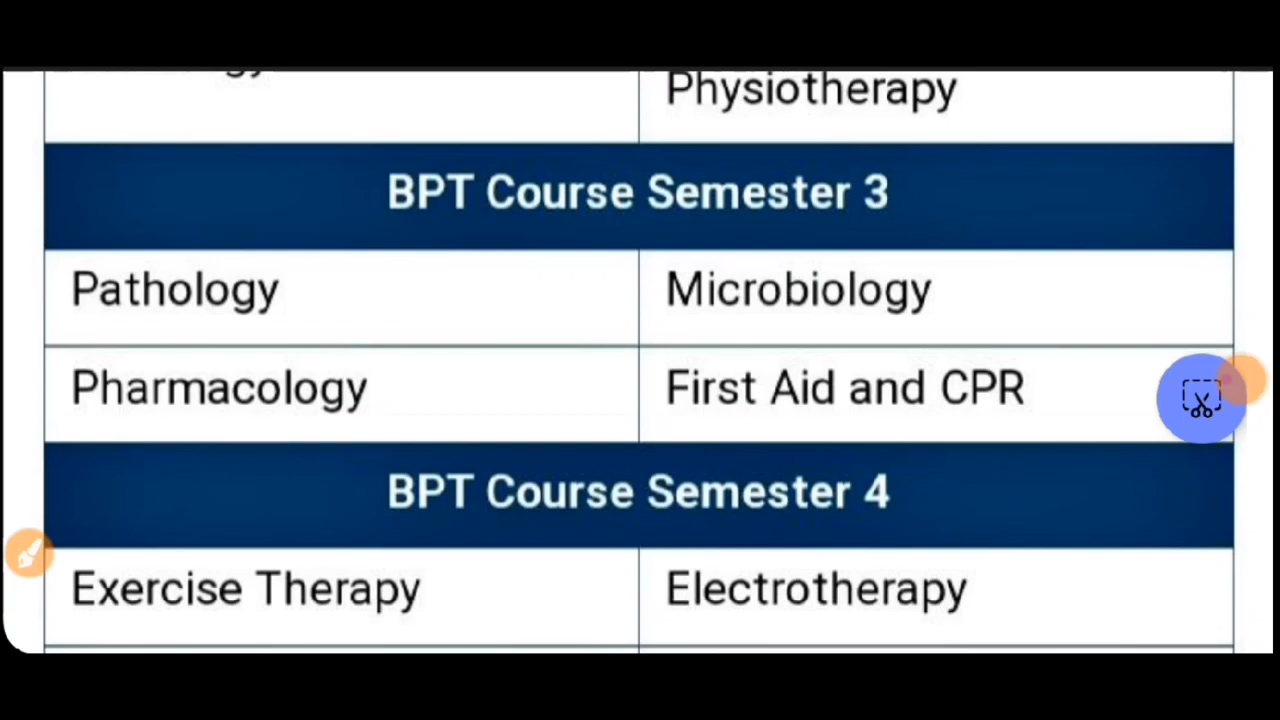 Physiotherapy
BPT Course Semester 3
Pathology Microbiology
Pharmacology First Aid and CPR
BPT Course Semester 4
Exercise Therapy Electrotherapy